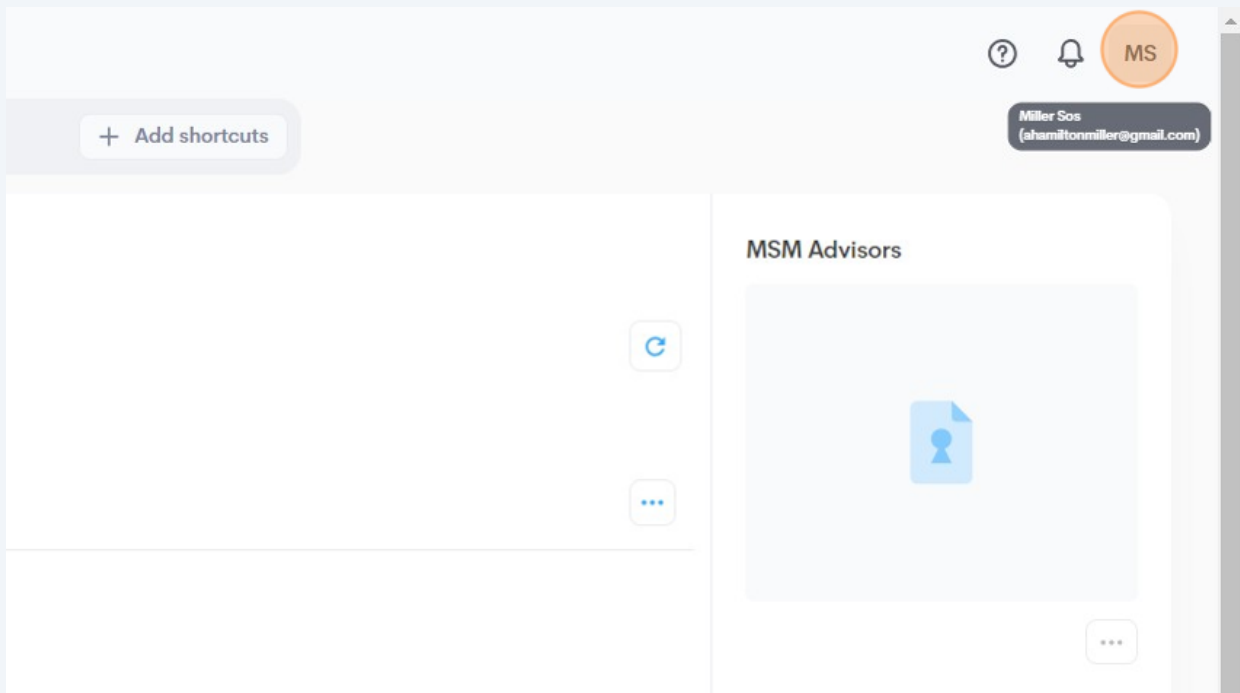 MS
Miller Sos
(ahamiltonmiller@gmail.com)
+ Add shortcuts
MSM Advisors